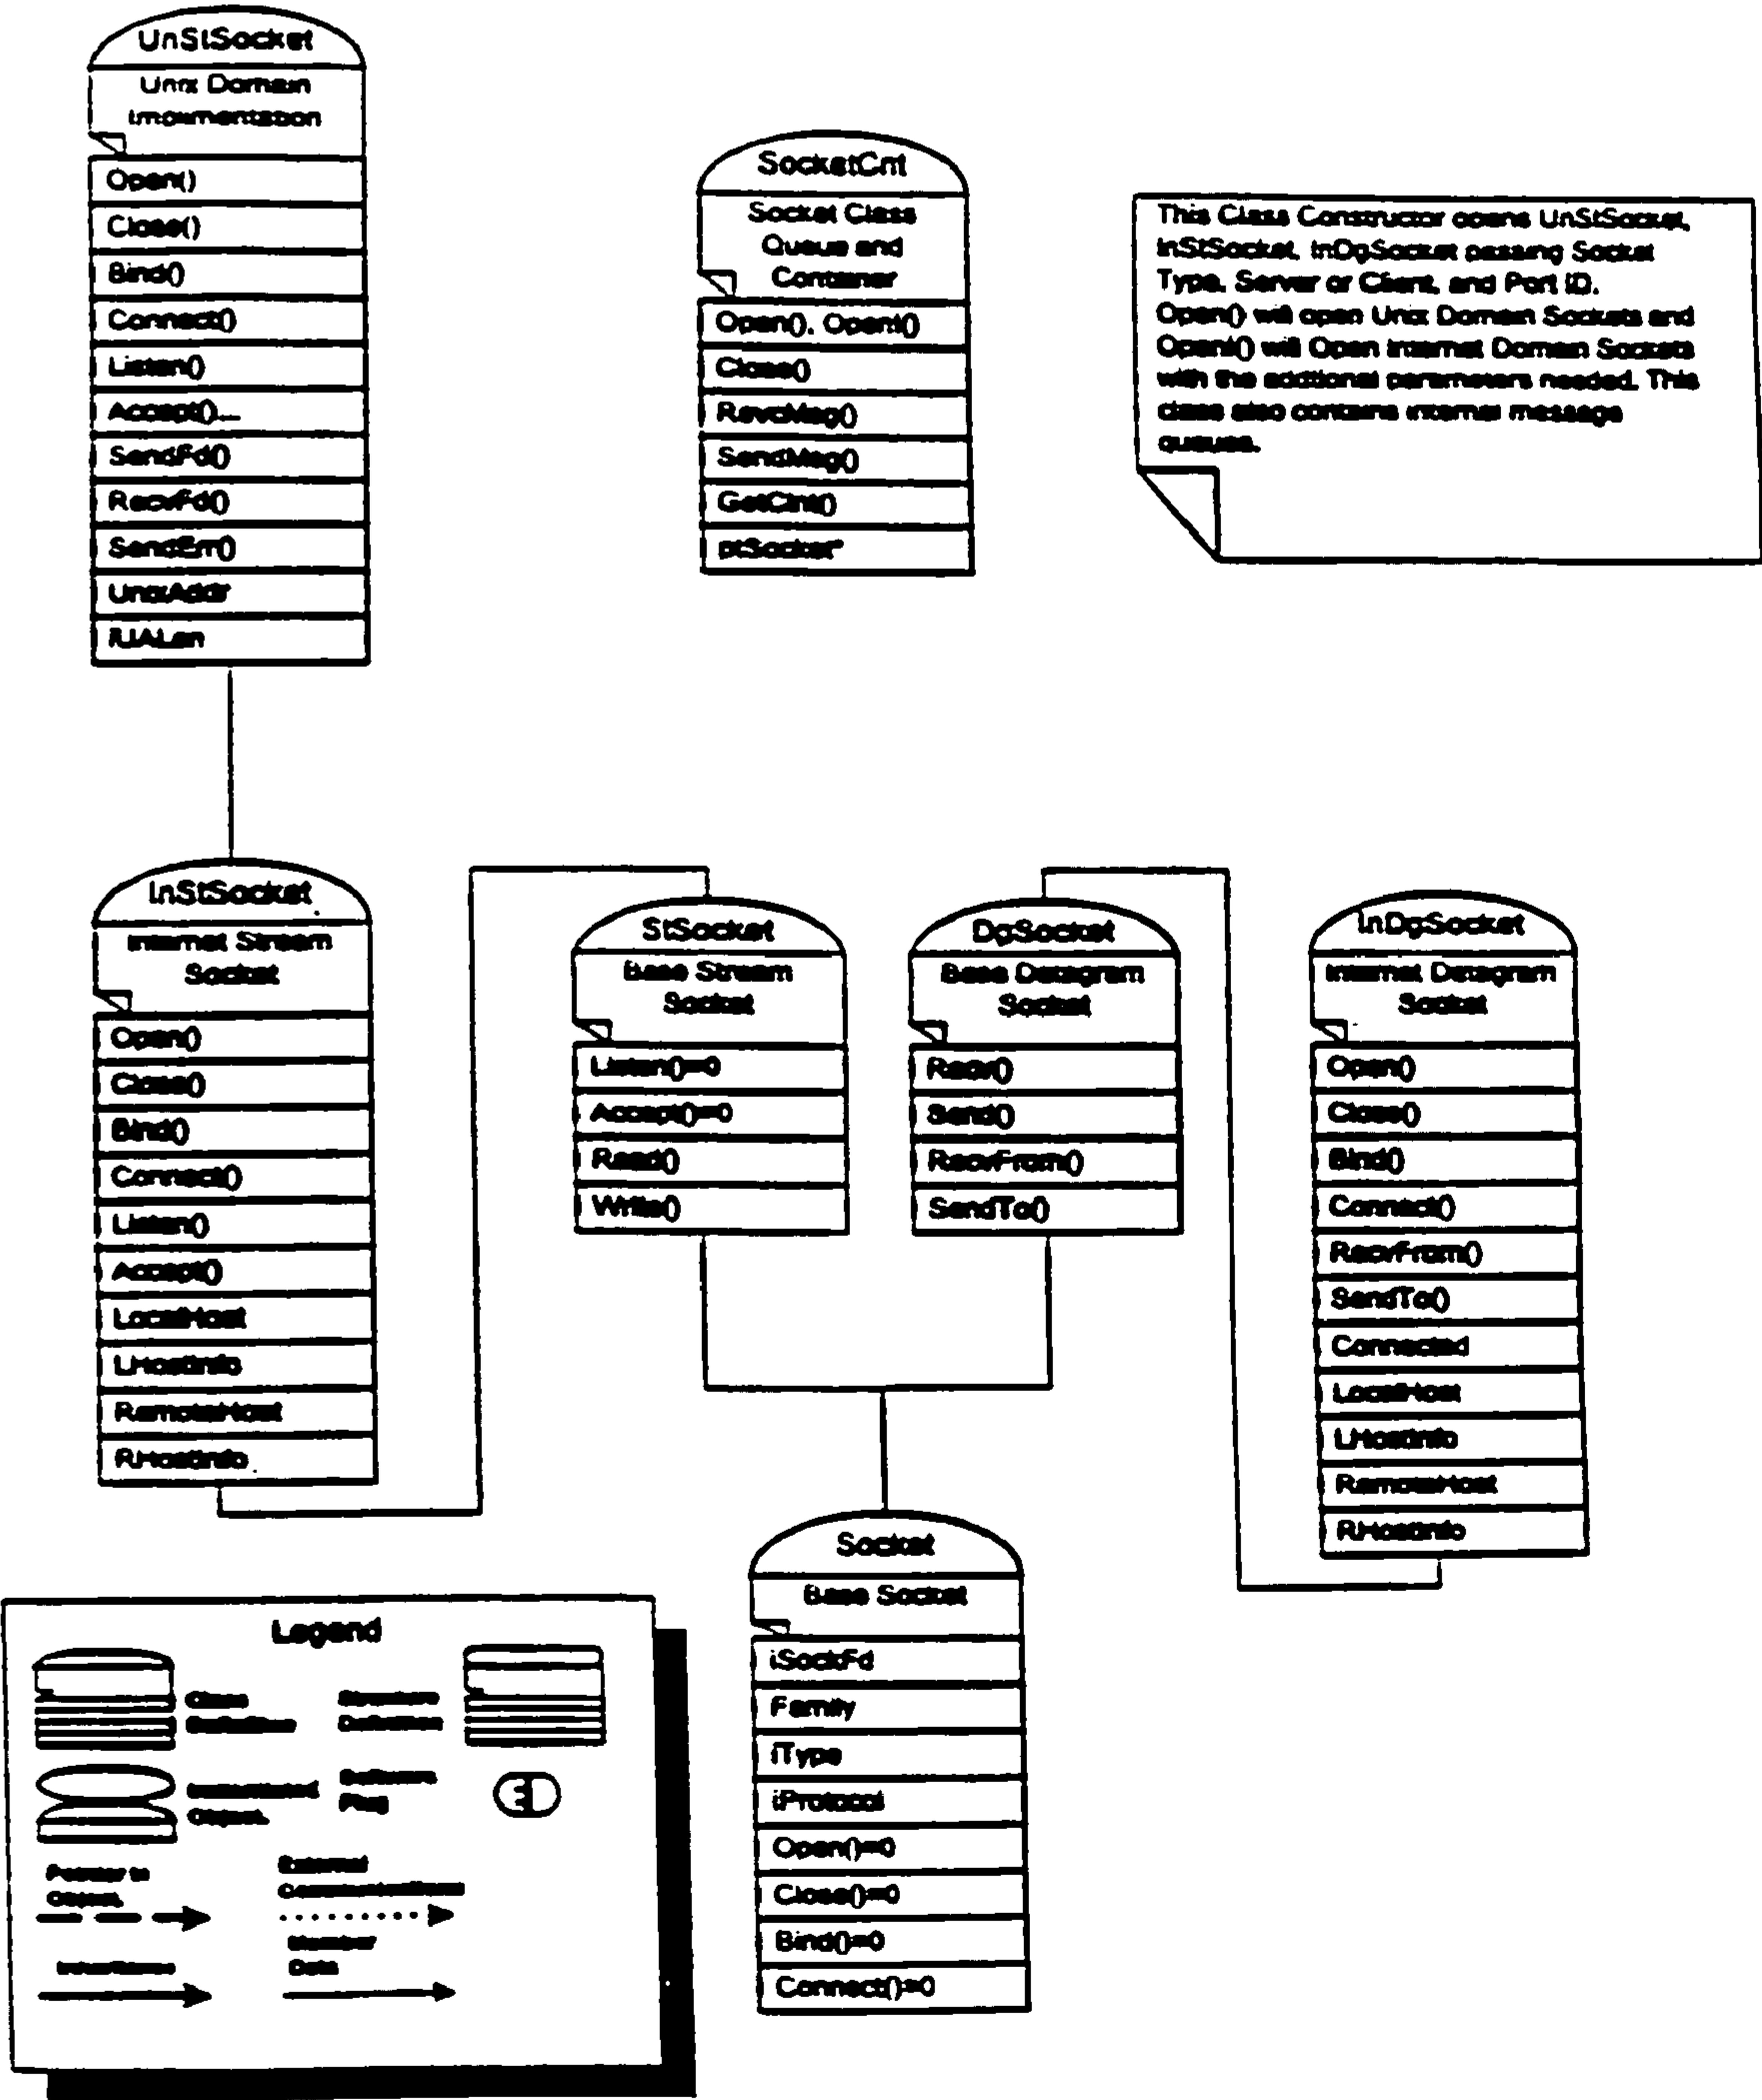 UnStSocket
Unix Domain
Implmentation
Open()
Close()
Bind()
Connect()
Listen()
Accept()...
SendFd()
RecvFd()
SendErr()
UnixAddr
iUALen
SocketCnt
Socket Class
Queue and
Container
Open(), OpenI()
Close()
RevcMsg()
SendMsg()
GetClnt()
ptSocket*
This Class Constructor opens UnStSocket,
InStSocket, InDgSocket passing Socket
Type, Server or Client, and Port ID.
Open() will open Unix Domain Sockets and
OpenI() will Open Internet Domain Sockets
with the additional parameters needed. This
class also contains internal message
queues.
InStSocket
Internet Stream
Socket
Open()
Close()
Bind()
Connect()
Listen()
Accept()
LocalHost
LHostInfo
RemoteHost
RHostInfo
StSocket
Base Stream
Socket
Listen()=0
Accept()=0
Read()
Write()
DgSocket
Base Datagram
Socket
Recv()
Send()
RecvFrom()
SendTo()
InDgSocket
Internet Datagram
Socket
Open()
Close()
Bind()
Connect()
RecvFrom()
SendTo()
Connected
LocalHost
LHostInfo
RemoteHost
RHostInfo
Socket
Base Socket
iSockFd
Family
iType
iProtocol
Open()=0
Close()=0
Bind()=0
Connect()=0
Legend
Class
Definition
Structure
Definition
Instantiated
Object
Software
Plug
Pointer to
Object
External
Communications
Inheritance
Member
Data